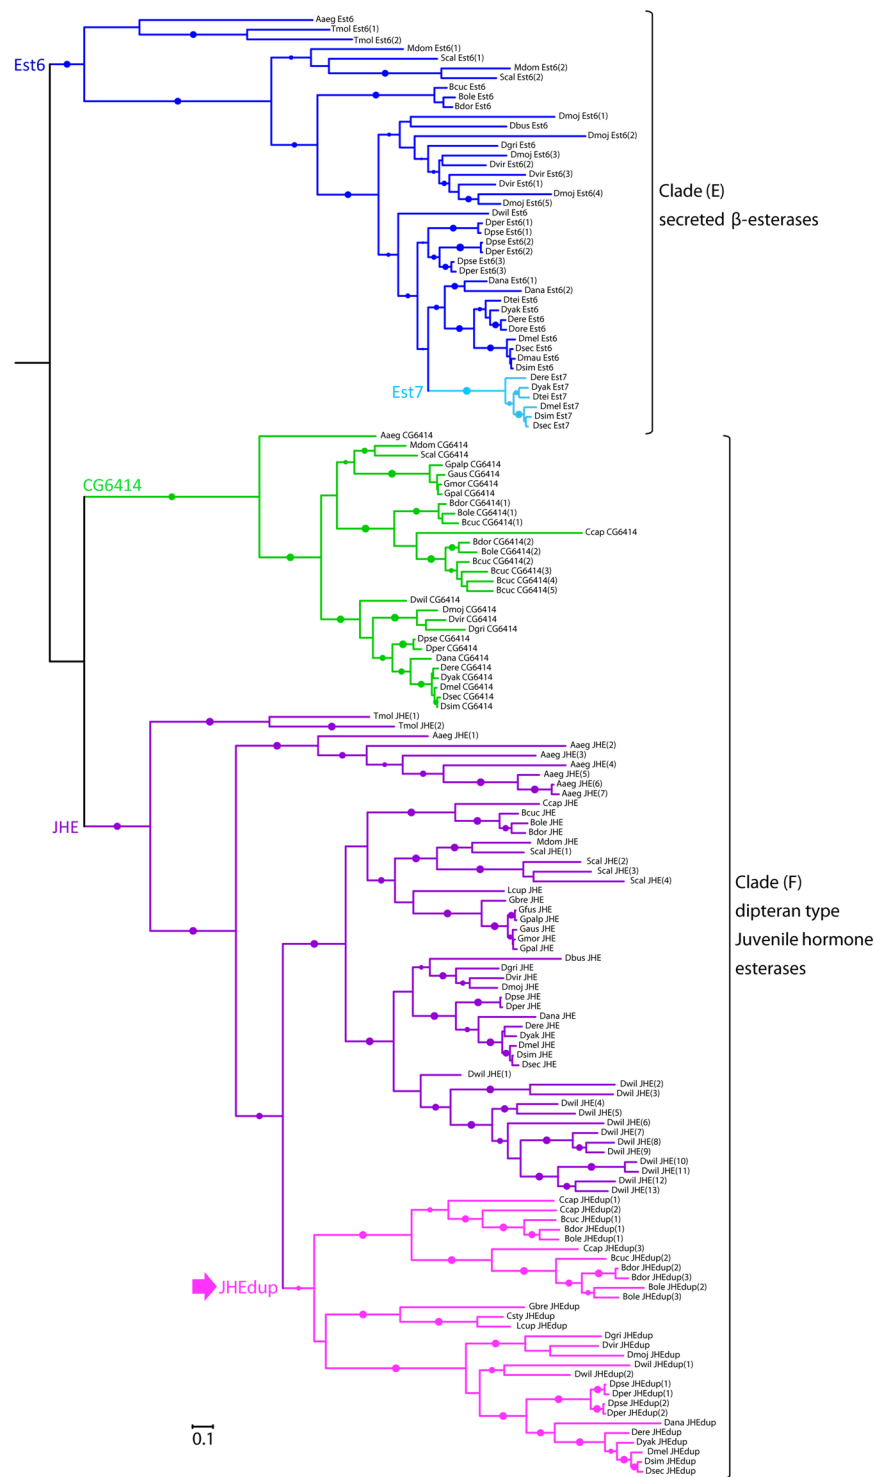 Aaeg Est6
Tmol Est6(1)
Tmol Est6(2)
Mdom Est6(1)
Scal Est6(1)
Est6
Mdom Est6(2)
Scal Est6(2)
Bcuc Est6
Bole Est6
Bdor Est6
Dmoj Est6(1)
Dbus Est6
Dmoj Est6(2)
Dgri Est6
Dmoj Est6(3)
Dvir Est6(2)
Dvir Est6(3)
Dvir Est6(1)
Dmoj Est6(4)
Dmoj Est6(5)
Clade (E)
secreted β-esterases
Dwil Est6
Dper Est6(1)
Dpse Est6(1)
Dpse Est6(2)
Dper Est6(2)
Dpse Est6(3)
Dper Est6(3)
Dana Est6(1)
Dana Est6(2)
Dtei Est6
Dyak Est6
Dere Est6
Dore Est6
Dmel Est6
Dsec Est6
Dmau Est6
Dsim Est6
Dere Est7
Est7
Dyak Est7
Dtei Est7
Dmel Est7
Dsim Est7
Dsec Est7
Aaeg CG6414
Mdom CG6414
Scal CG6414
Gpalp CG6414
Gaus CG6414
CG6414
Gmor CG6414
Gpal CG6414
Bdor CG6414(1)
Bole CG6414(1)
Bcuc CG6414(1)
Ccap CG6414
Bdor CG6414(2)
Bole CG6414(2)
Bcuc CG6414(2)
Bcuc CG6414(3)
Bcuc CG6414(4)
Bcuc CG6414(5)
Dwil CG6414
Dmoj CG6414
Dvir CG6414
Dgri CG6414
Dpse CG6414
Dper CG6414
Dana CG6414
Dere CG6414
Dyak CG6414
Dmel CG6414
Dsec CG6414
Dsim CG6414
Tmol JHE(1)
Tmol JHE(2)
Aaeg JHE(1)
Aaeg JHE(2)
Aaeg JHE(3)
Aaeg JHE(4)
Aaeg JHE(5)
Aaeg JHE(6)
Aaeg JHE(7)
Ccap JHE
Bcuc JHE
Bole JHE
JHE
Bdor JHE
Mdom JHE
Scal JHE(1)
Scal JHE(2)
Scal JHE(3)
Scal JHE(4)
Clade (F)
dipteran type
Juvenile hormone
esterases
Lcup JHE
Gbre JHE
Gfus JHE
Gpalp JHE
Gaus JHE
Gmor JHE
Gpal JHE
Dbus JHE
Dgri JHE
Dvir JHE
Dmoj JHE
Dpse JHE
Dper JHE
Dana JHE
Dere JHE
Dyak JHE
Dmel JHE
Dsim JHE
Dsec JHE
Dwil JHE(1)
Dwil JHE(2)
Dwil JHE(3)
Dwil JHE(4)
Dwil JHE(5)
Dwil JHE(6)
Dwil JHE(7)
Dwil JHE(8)
Dwil JHE(9)
Dwil JHE(10)
Dwil JHE(11)
Dwil JHE(12)
Dwil JHE(13)
Ccap JHEdup(1)
Ccap JHEdup(2)
Bcuc JHEdup(1)
Bdor JHEdup(1)
Bole JHEdup(1)
Ccap JHEdup(3)
Bcuc JHEdup(2)
Bdor JHEdup(2)
Bdor JHEdup(3)
JHEdup
Bole JHEdup(2)
Bole JHEdup(3)
Gbre JHEdup
Csty JHEdup
Lcup JHEdup
Dgri JHEdup
Dvir JHEdup
Dmoj JHEdup
Dwil JHEdup(1)
Dwil JHEdup(2)
Dpse JHEdup(1)
Dper JHEdup(1)
Dpse JHEdup(2)
Dper JHEdup(2)
Dana JHEdup
Dere JHEdup
Dyak JHEdup
Dmel JHEdup
Dsim JHEdup
Dsec JHEdup
0.1